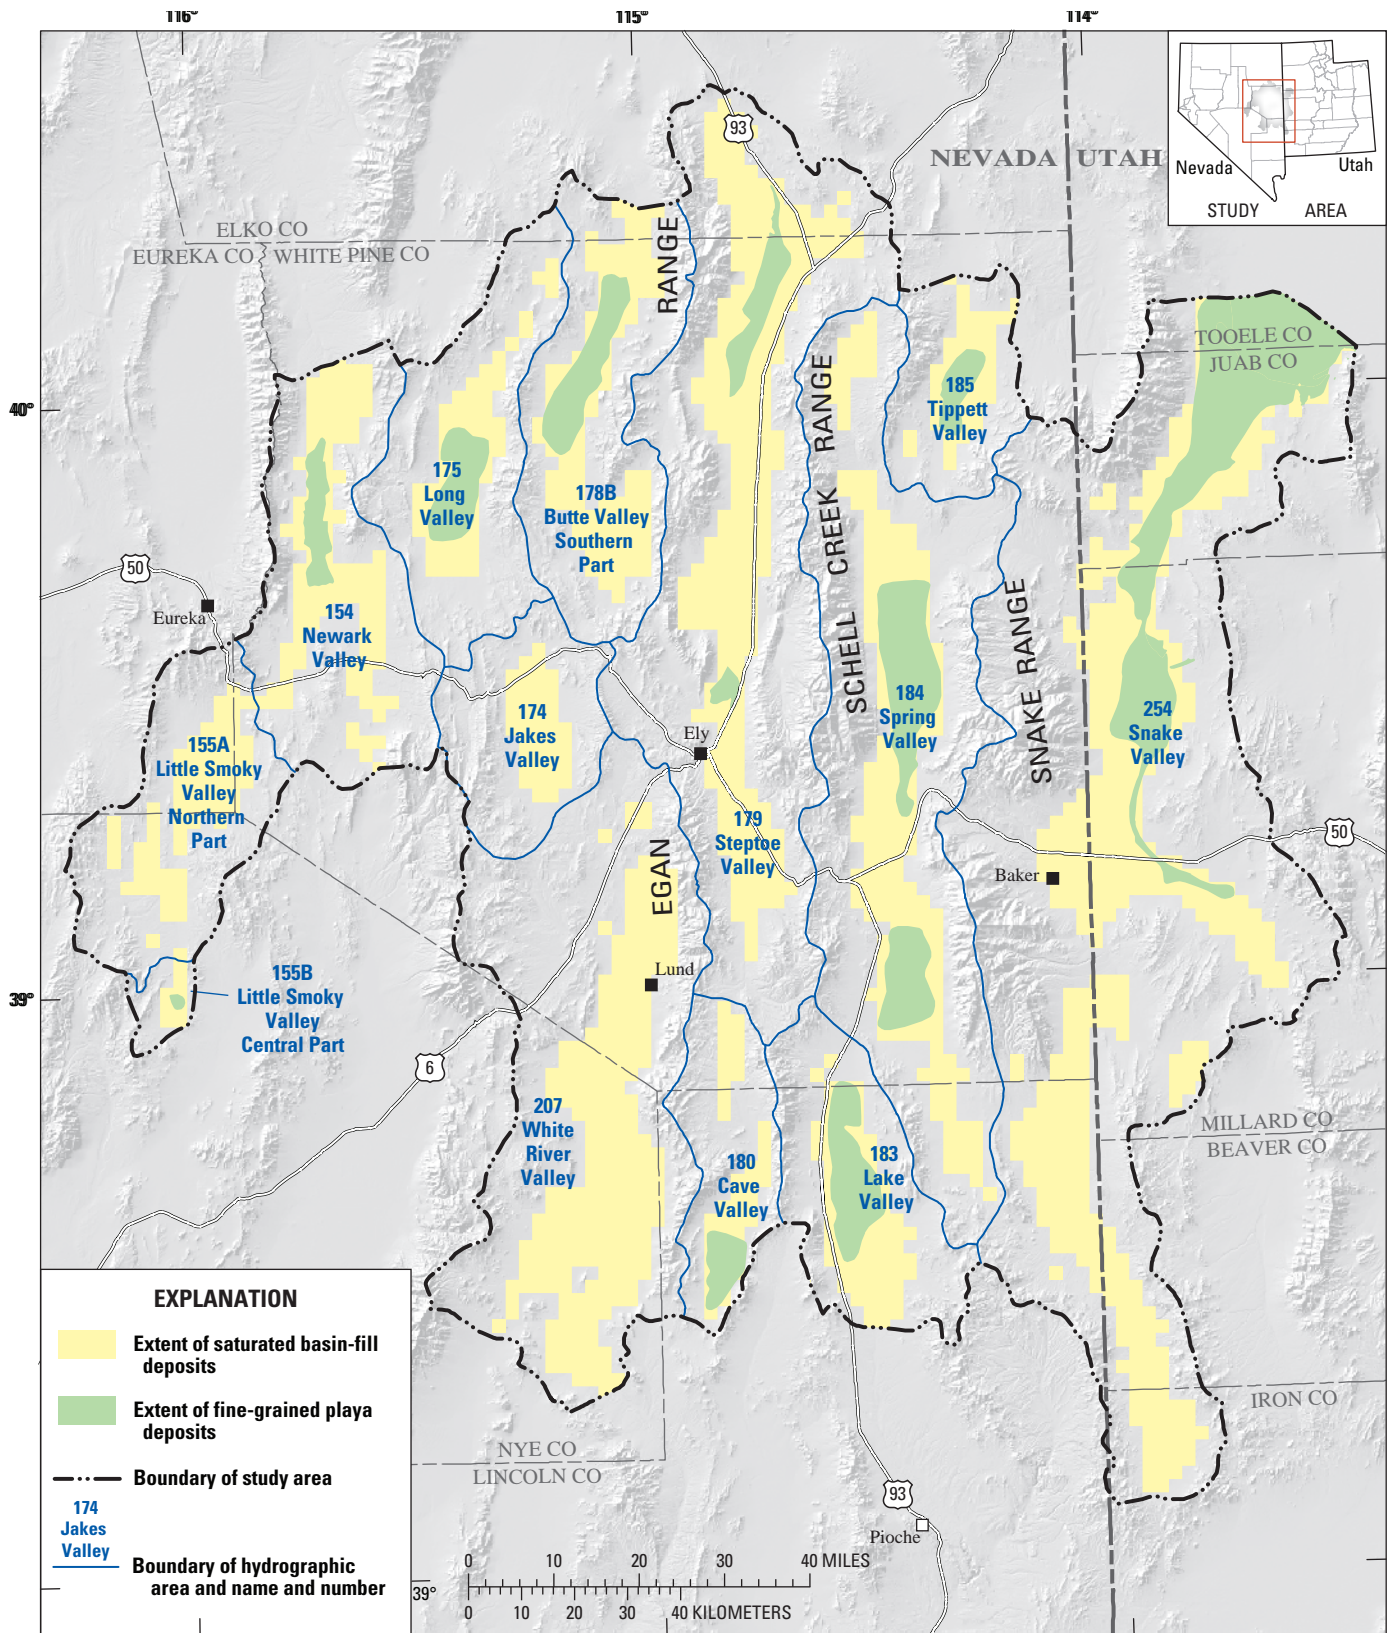 116°
115°
114°
93
NEVADA
UTAH
Nevada
Utah
STUDY AREA
ELKO CO
EUREKA CO
WHITE PINE CO
RANGE
TOOELE CO
JUAB CO
40°
185
Tippett
Valley
SCHELL CREEK RANGE
175
Long
Valley
178B
Butte Valley
Southern
Part
50
Eureka
154
Newark
Valley
SNAKE RANGE
184
Spring
Valley
254
Snake
Valley
174
Jakes
Valley
Ely
155A
Little Smoky
Valley
Northern
Part
179
Steptoe
Valley
50
EGAN
Baker
Lund
155B
Little Smoky
Valley
Central Part
39°
6
207
White
River
Valley
180
Cave
Valley
183
Lake
Valley
MILLARD CO
BEAVER CO
IRON CO
NYE CO
LINCOLN CO
93
Pioche
EXPLANATION
Extent of saturated basin-fill
deposits
Extent of fine-grained playa
deposits
Boundary of study area
174
Jakes
Valley
Boundary of hydrographic
area and name and number
39°
0 10 20 30 40 MILES
0 10 20 30 40 KILOMETERS